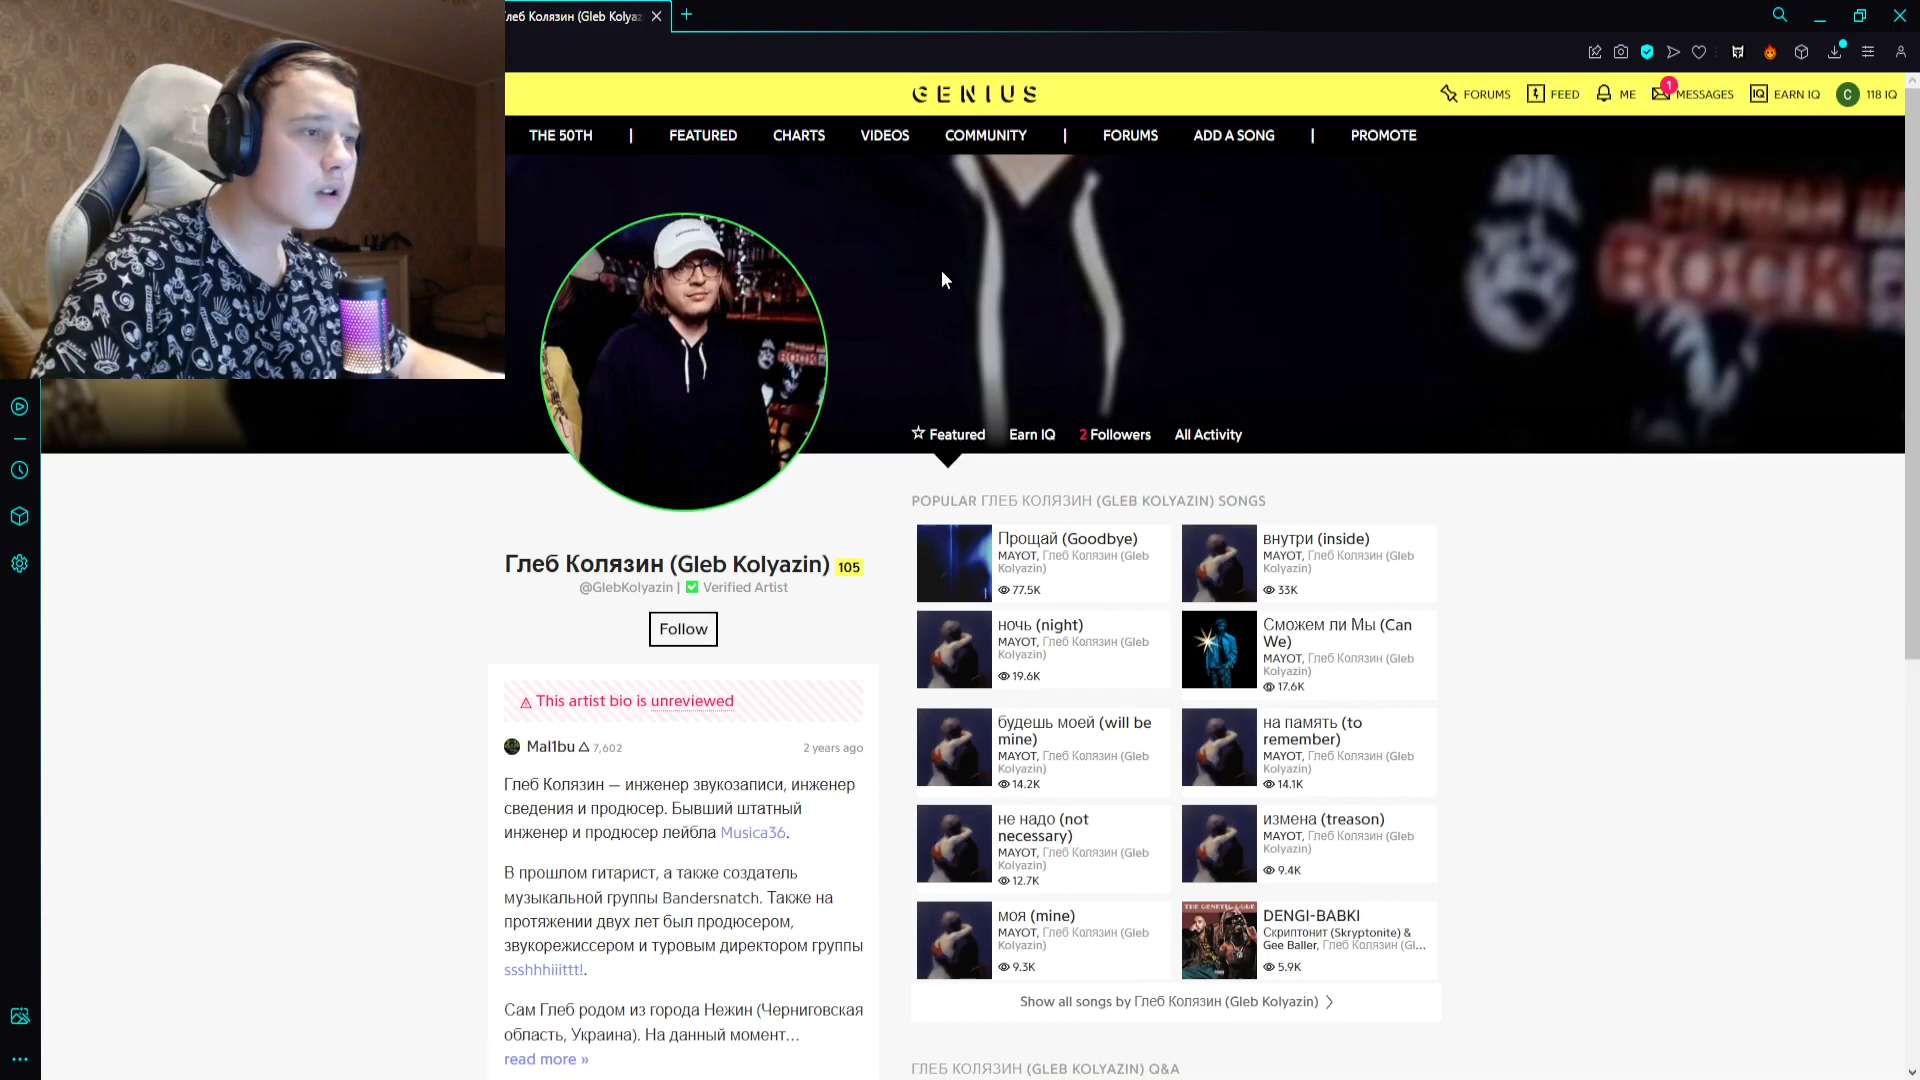 леб Колязин (Gleb Kolyaz
GENIUS
FORUMS
FEED
ME
1
MESSAGES
IQ
EARN IQ
C
118 IQ
THE 50TH | FEATURED CHARTS VIDEOS COMMUNITY | FORUMS ADD A SONG | PROMOTE
Featured Earn IQ 2 Followers All Activity
Глеб Колязин (Gleb Kolyazin) 105
@GlebKolyazin | Verified Artist
Follow
This artist bio is unreviewed
Mal1bu 7,602
2 years ago
Глеб Колязин — инженер звукозаписи, инженер
сведения и продюсер. Бывший штатный
инженер и продюсер лейбла Musica36.
В прошлом гитарист, а также создатель
музыкальной группы Bandersnatch. Также на
протяжении двух лет был продюсером,
звукорежиссером и туровым директором группы
ssshhhiiittt!.
Сам Глеб родом из города Нежин (Черниговская
область, Украина). На данный момент...
read more »
POPULAR ГЛЕБ КОЛЯЗИН (GLEB KOLYAZIN) SONGS
Прощай (Goodbye)
MAYOT, Глеб Колязин (Gleb
Kolyazin)
77.5K
внутри (inside)
MAYOT, Глеб Колязин (Gleb
Kolyazin)
33K
ночь (night)
MAYOT, Глеб Колязин (Gleb
Kolyazin)
19.6K
Сможем ли Мы (Can
We)
MAYOT, Глеб Колязин (Gleb
Kolyazin)
17.6K
будешь моей (will be
mine)
MAYOT, Глеб Колязин (Gleb
Kolyazin)
14.2K
на память (to
remember)
MAYOT, Глеб Колязин (Gleb
Kolyazin)
14.1K
не надо (not
necessary)
MAYOT, Глеб Колязин (Gleb
Kolyazin)
12.7K
измена (treason)
MAYOT, Глеб Колязин (Gleb
Kolyazin)
9.4K
моя (mine)
MAYOT, Глеб Колязин (Gleb
Kolyazin)
9.3K
THE GENETIC CODE
DENGI-BABKI
Скриптонит (Skryptonite) &
Gee Baller, Глеб Колязин (Gl...
5.9K
Show all songs by Глеб Колязин (Gleb Kolyazin)
ГЛЕБ КОЛЯЗИН (GLEB KOLYAZIN) Q&A